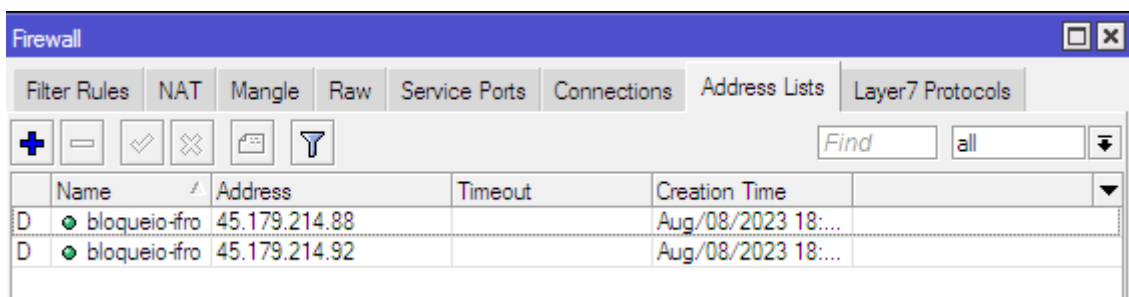 Firewall
Filter Rules NAT Mangle Raw Service Ports Connections Address Lists Layer7 Protocols
Find all
Name Address Timeout Creation Time
D bloqueio-ifro 45.179.214.88 Aug/08/2023 18:...
D bloqueio-ifro 45.179.214.92 Aug/08/2023 18:...